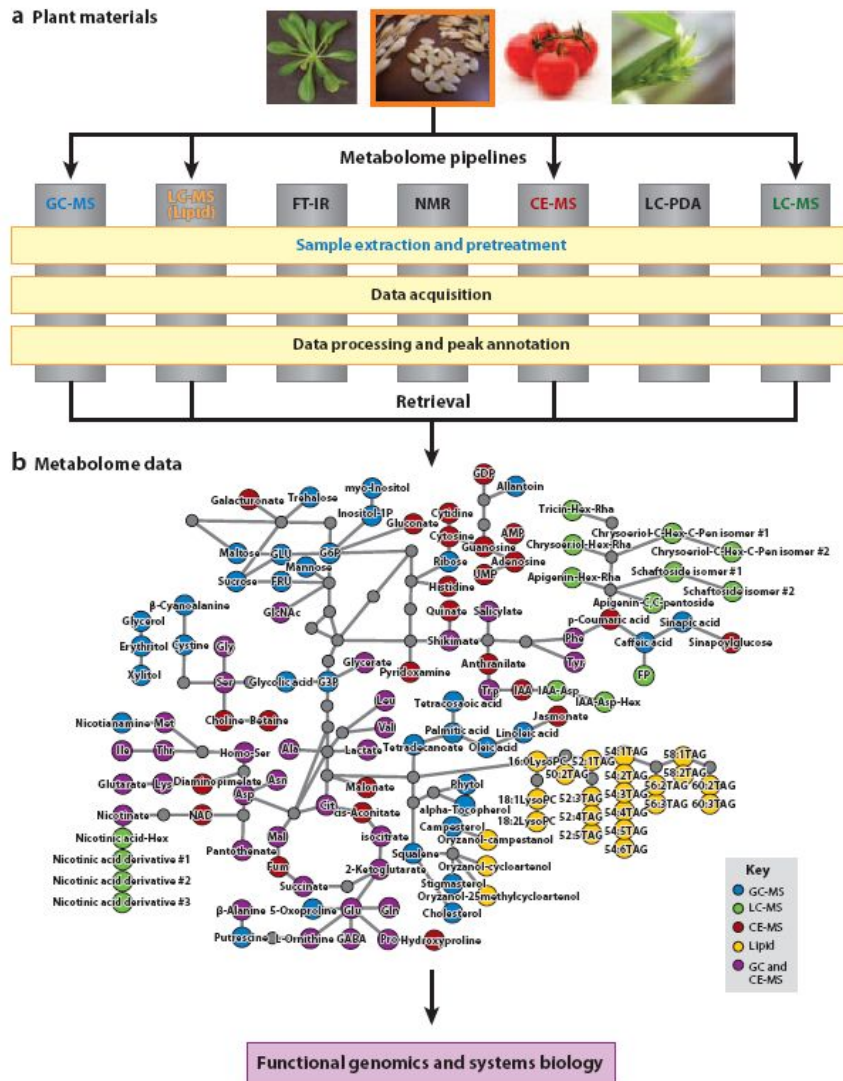 a Plant materials
Metabolome pipelines
GC-MS
LC-MS
(Lipid)
FT-IR
NMR
CE-MS
LC-PDA
LC-MS
Sample extraction and pretreatment
Data acquisition
Data processing and peak annotation
Retrieval
b Metabolome data
Galacturonate
Trehalose
myo-Inositol
Inositol-1P
Gluconate
Maltose
GLU
G6P
Mannose
Sucrose
FRU
GlcNAc
Cytidine
Cytosine
Ribose
Histidine
Quinate
Shikimate
Pyridoxamine
GDP
Allantoin
AMP
Guanosine
Adenosine
UMP
Salicylate
Anthranilate
Trp
IAA
IAA-Asp
IAA-Asp-Hex
Phe
Tyr
Tricin-Hex-Rha
Chrysoeriol-C-Hex-C-Pen isomer #1
Chrysoeriol-Hex-Rha
Chrysoeriol-C-Hex-C-Pen isomer #2
Schaftoside isomer #1
Apigenin-Hex-Rha
Schaftoside isomer #2
Apigenin-C,C-pentoside
p-Coumaric acid
Sinapic acid
Caffeic acid
Sinapoylglucose
FP
β-Cyanoalanine
Glycerol
Erythritol
Cystine
Xylitol
Gly
Ser
Glycolic acid
G3P
Glycerate
Choline
Betaine
Leu
Val
Lactate
Ala
Nicotianamine
Met
Ile
Thr
Homo-Ser
Glutarate
Lys
Diaminopimelate
Asn
Asp
Nicotinate
NAD
Pantothenate
Nicotinic acid-Hex
Nicotinic acid derivative #1
Nicotinic acid derivative #2
Nicotinic acid derivative #3
Malonate
Cit
cis-Aconitate
isocitrate
Mal
Fum
2-Ketoglutarate
Succinate
β-Alanine
5-Oxoproline
Glu
Gln
Putrescine
L-Ornithine
GABA
Pro
Hydroxyproline
Tetracosaoic acid
Jasmonate
Palmitic acid
Linoleic acid
Tetradecanoate
Oleic acid
Phytol
alpha-Tocopherol
Campesterol
Oryzanol-campestanol
Squalene
Oryzanol-cycloartenol
Stigmasterol
Oryzanol-25methylcycloartenol
Cholesterol
16:0LysoPC
18:1LysoPC
18:2LysoPC
50:2TAG
52:1TAG
52:3TAG
52:4TAG
52:5TAG
54:1TAG
54:2TAG
54:3TAG
54:4TAG
54:5TAG
54:6TAG
58:1TAG
58:2TAG
56:2TAG
56:3TAG
60:2TAG
60:3TAG
Key
GC-MS
LC-MS
CE-MS
Lipid
GC and
CE-MS
Functional genomics and systems biology